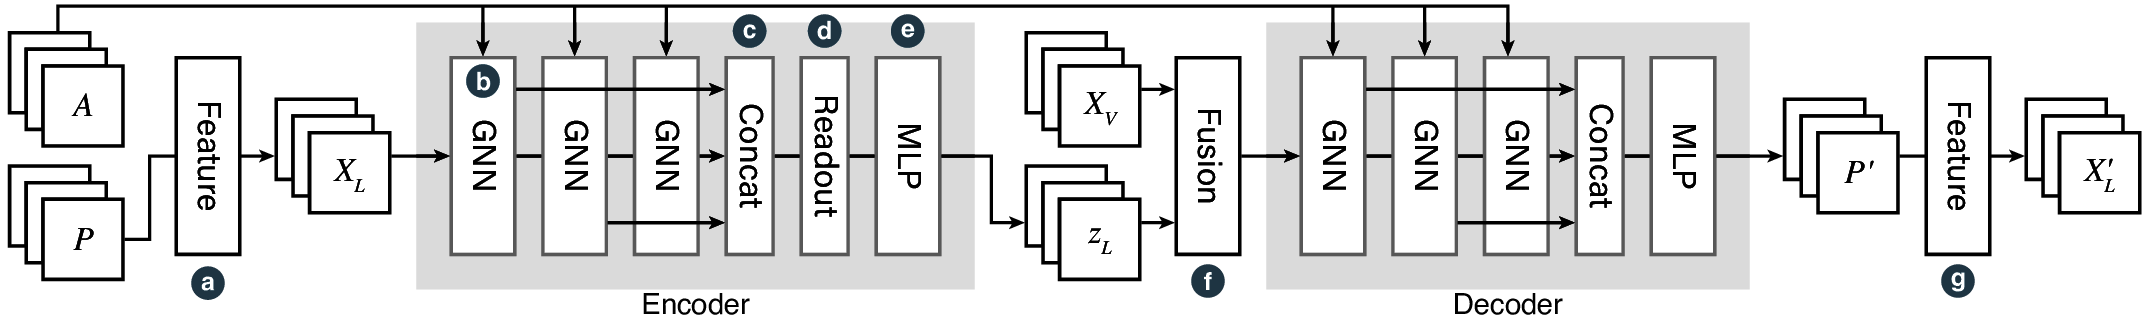 A
P
Feature
a
X_L
b
GNN
GNN
GNN
c
Concat
d
Readout
e
MLP
Encoder
X_V
z_L
Fusion
f
GNN
GNN
GNN
Concat
MLP
Decoder
P′
Feature
g
X′_L